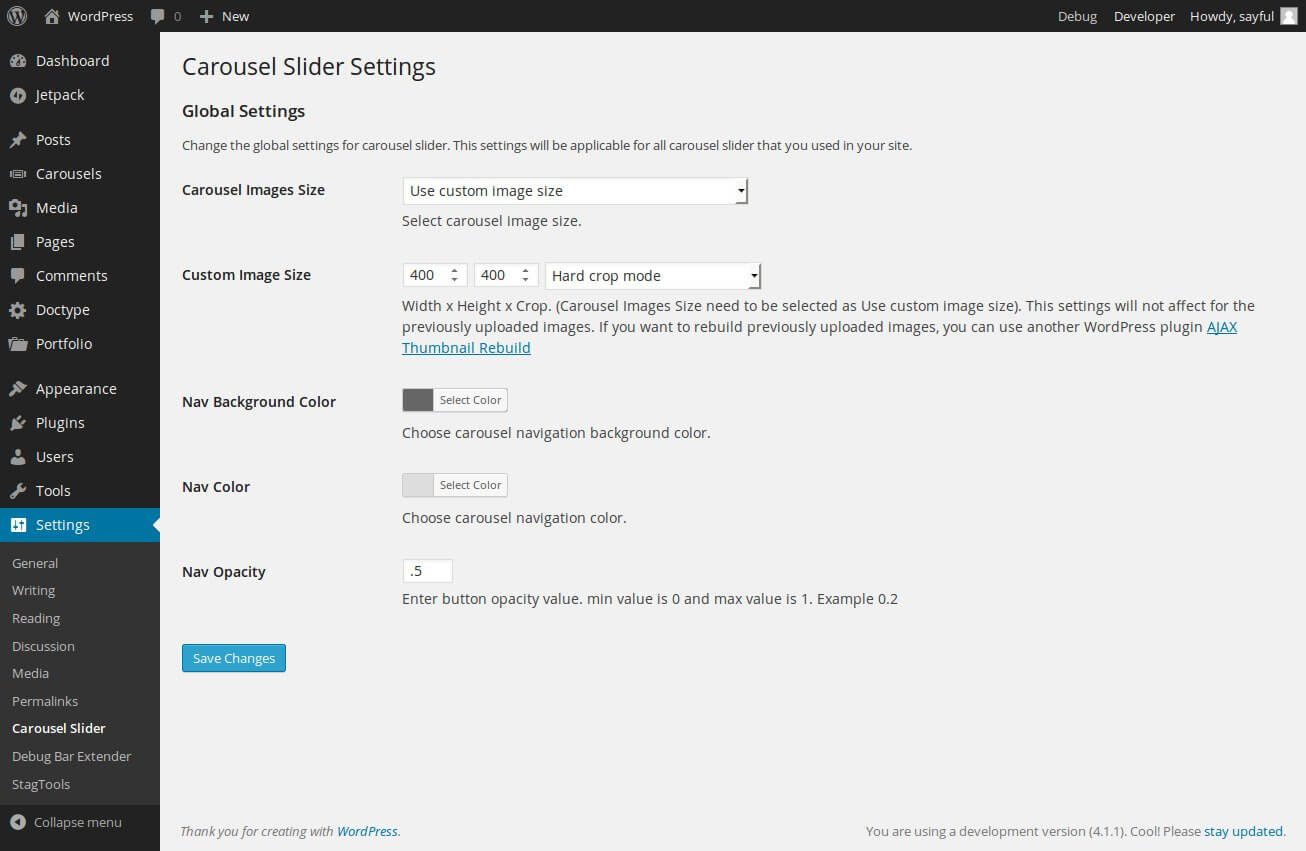 WordPress 0 New Debug Developer Howdy, sayful
Dashboard
Jetpack
Posts
Carousels
Media
Pages
Comments
Doctype
Portfolio
Appearance
Plugins
Users
Tools
Settings
General
Writing
Reading
Discussion
Media
Permalinks
Carousel Slider
Debug Bar Extender
StagTools
Collapse menu
Carousel Slider Settings
Global Settings
Change the global settings for carousel slider. This settings will be applicable for all carousel slider that you used in your site.
Carousel Images Size Use custom image size
Select carousel Image size.
Custom Image Size 400 400 Hard crop mode
Width x Height x Crop. (Carousel Images Size need to be selected as Use custom image size). This settings will not affect for the
previously uploaded images. If you want to rebuild previously uploaded images, you can use another WordPress plugin AJAX
Thumbnail Rebuild
Nav Background Color Select Color
Choose carousel navigation background color.
Nav Color Select Color
Choose carousel navigation color.
Nav Opacity .5
Enter button opacity value. min value is 0 and max value is 1. Example 0.2
Save Changes
Thank you for creating with WordPress. You are using a development version (4.1.1). Cool! Please stay updated.